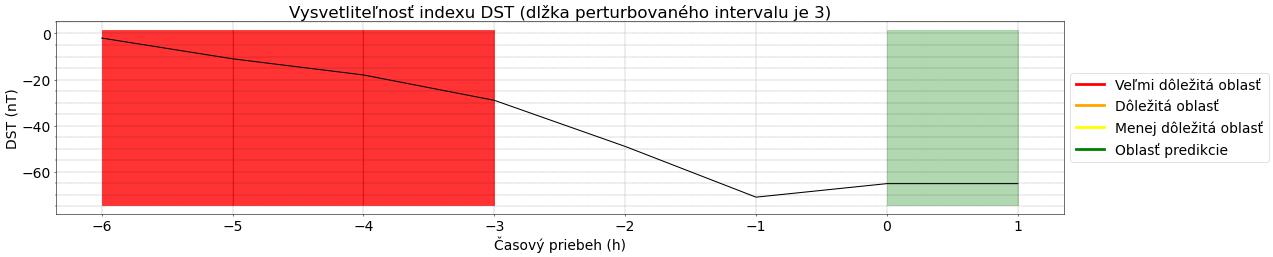 Vysvetliteľnosť indexu DST (dĺžka perturbovaného intervalu je 3)
DST (nT)
0
−20
−40
−60
−6 −5 −4 −3 −2 −1 0 1
Časový priebeh (h)
Veľmi dôležitá oblasť
Dôležitá oblasť
Menej dôležitá oblasť
Oblasť predikcie